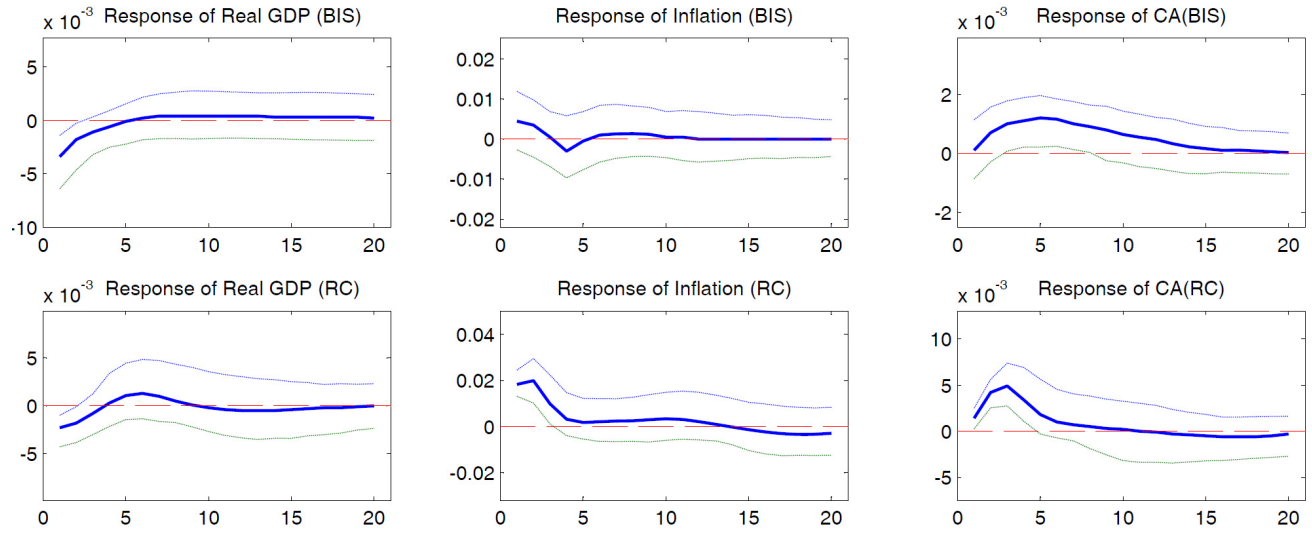 x 10⁻³ Response of Real GDP (BIS)
5
0
-5
-10
0 5 10 15 20
Response of Inflation (BIS)
0.02
0.01
0
-0.01
-0.02
0 5 10 15 20
x 10⁻³ Response of CA(BIS)
2
0
-2
0 5 10 15 20
x 10⁻³ Response of Real GDP (RC)
5
0
-5
0 5 10 15 20
Response of Inflation (RC)
0.04
0.02
0
-0.02
0 5 10 15 20
x 10⁻³ Response of CA(RC)
10
5
0
-5
0 5 10 15 20